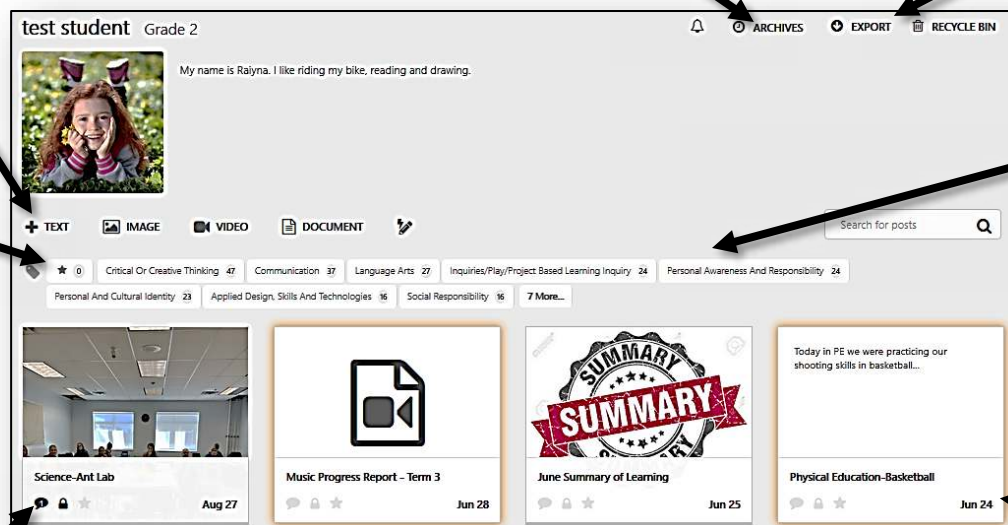 test student Grade 2
ARCHIVES EXPORT RECYCLE BIN
My name is Raiyna. I like riding my bike, reading and drawing.
TEXT IMAGE VIDEO DOCUMENT
Search for posts
0 Critical Or Creative Thinking 47 Communication 37 Language Arts 27 Inquiries/Play/Project Based Learning Inquiry 24 Personal Awareness And Responsibility 24
Personal And Cultural Identity 23 Applied Design, Skills And Technologies 16 Social Responsibility 16 7 More...
SUMMARY
SUMMARY
SUMMARY
Today in PE we were practicing our
shooting skills in basketball...
Science-Ant Lab
Music Progress Report - Term 3
June Summary of Learning
Physical Education-Basketball
1 Aug 27
Jun 28
Jun 25
Jun 24